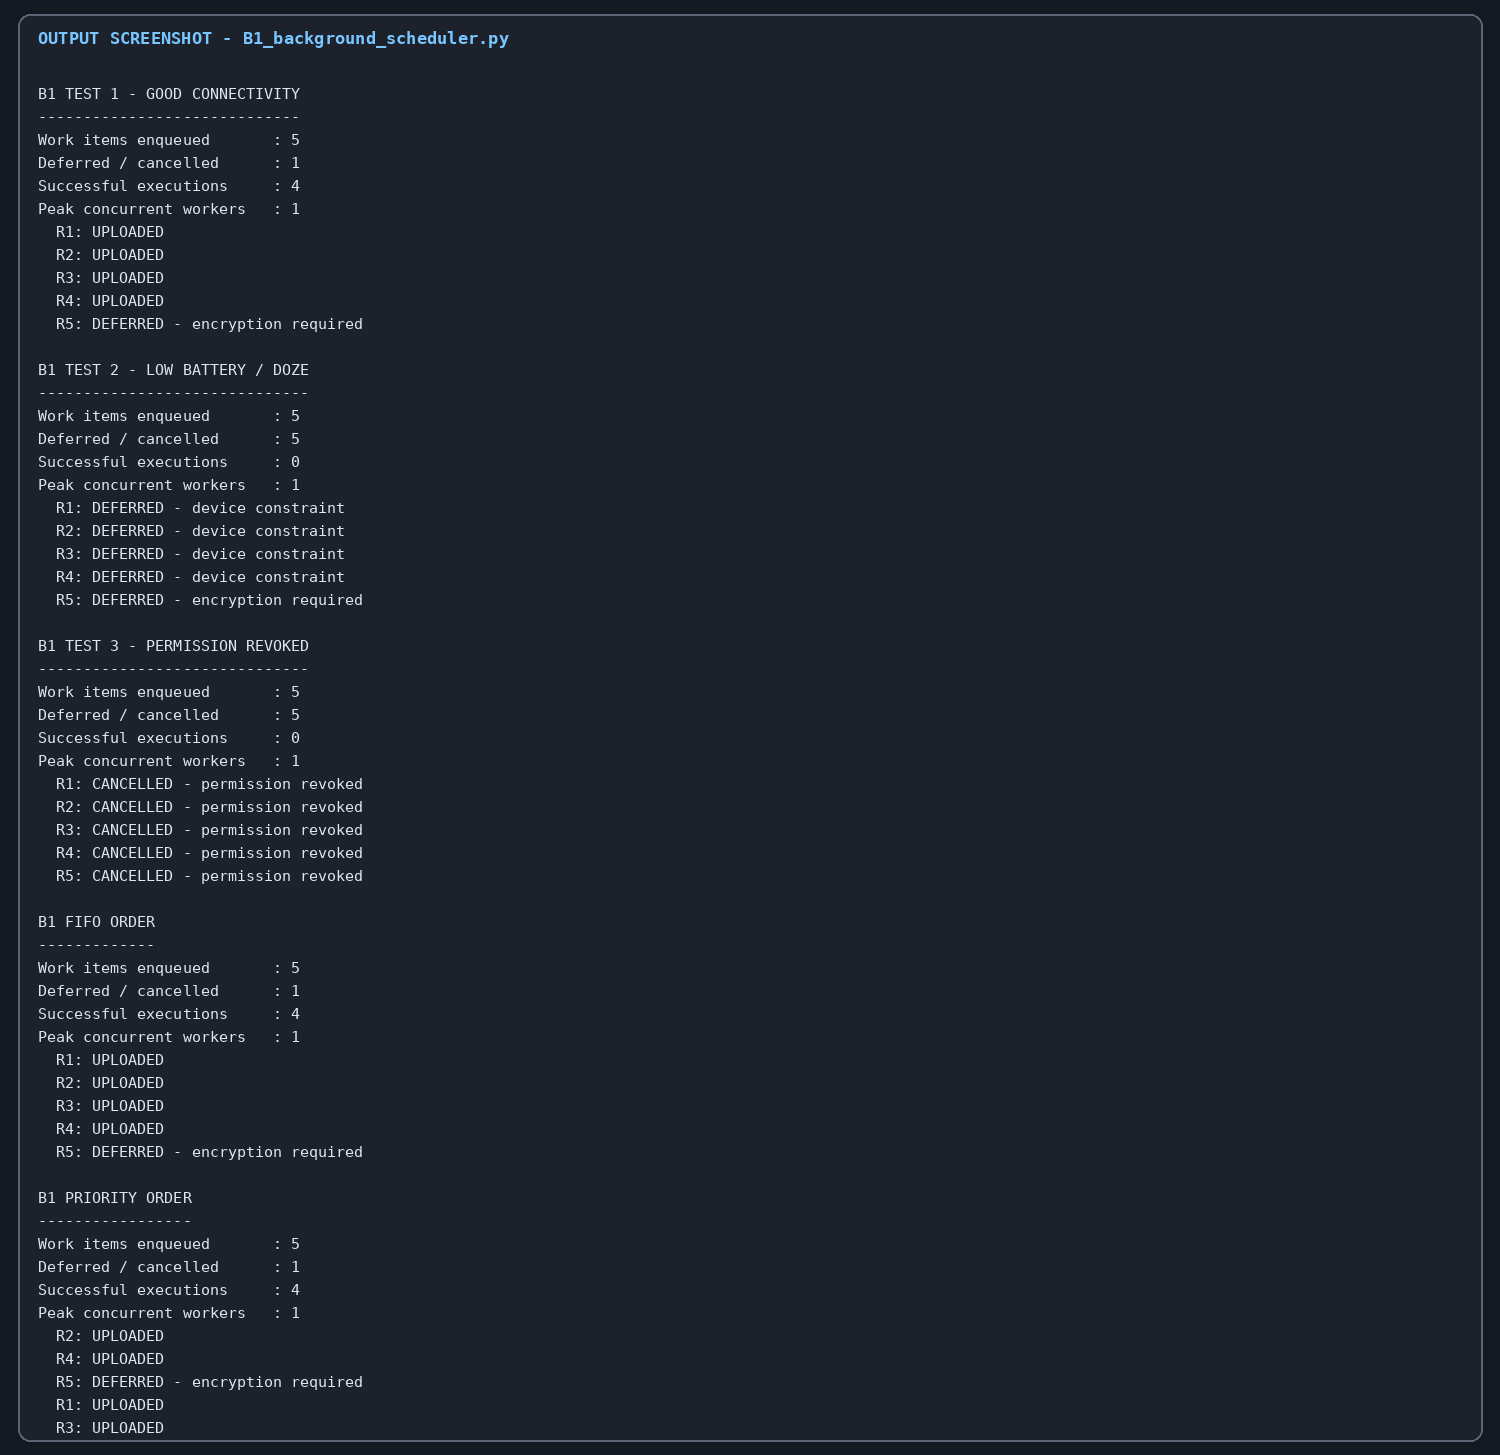 OUTPUT SCREENSHOT - B1_background_scheduler.py
B1 TEST 1 - GOOD CONNECTIVITY
-----------------------------
Work items enqueued       : 5
Deferred / cancelled      : 1
Successful executions     : 4
Peak concurrent workers   : 1
  R1: UPLOADED
  R2: UPLOADED
  R3: UPLOADED
  R4: UPLOADED
  R5: DEFERRED - encryption required
B1 TEST 2 - LOW BATTERY / DOZE
------------------------------
Work items enqueued       : 5
Deferred / cancelled      : 5
Successful executions     : 0
Peak concurrent workers   : 1
  R1: DEFERRED - device constraint
  R2: DEFERRED - device constraint
  R3: DEFERRED - device constraint
  R4: DEFERRED - device constraint
  R5: DEFERRED - encryption required
B1 TEST 3 - PERMISSION REVOKED
------------------------------
Work items enqueued       : 5
Deferred / cancelled      : 5
Successful executions     : 0
Peak concurrent workers   : 1
  R1: CANCELLED - permission revoked
  R2: CANCELLED - permission revoked
  R3: CANCELLED - permission revoked
  R4: CANCELLED - permission revoked
  R5: CANCELLED - permission revoked
B1 FIFO ORDER
-------------
Work items enqueued       : 5
Deferred / cancelled      : 1
Successful executions     : 4
Peak concurrent workers   : 1
  R1: UPLOADED
  R2: UPLOADED
  R3: UPLOADED
  R4: UPLOADED
  R5: DEFERRED - encryption required
B1 PRIORITY ORDER
-----------------
Work items enqueued       : 5
Deferred / cancelled      : 1
Successful executions     : 4
Peak concurrent workers   : 1
  R2: UPLOADED
  R4: UPLOADED
  R5: DEFERRED - encryption required
  R1: UPLOADED
  R3: UPLOADED